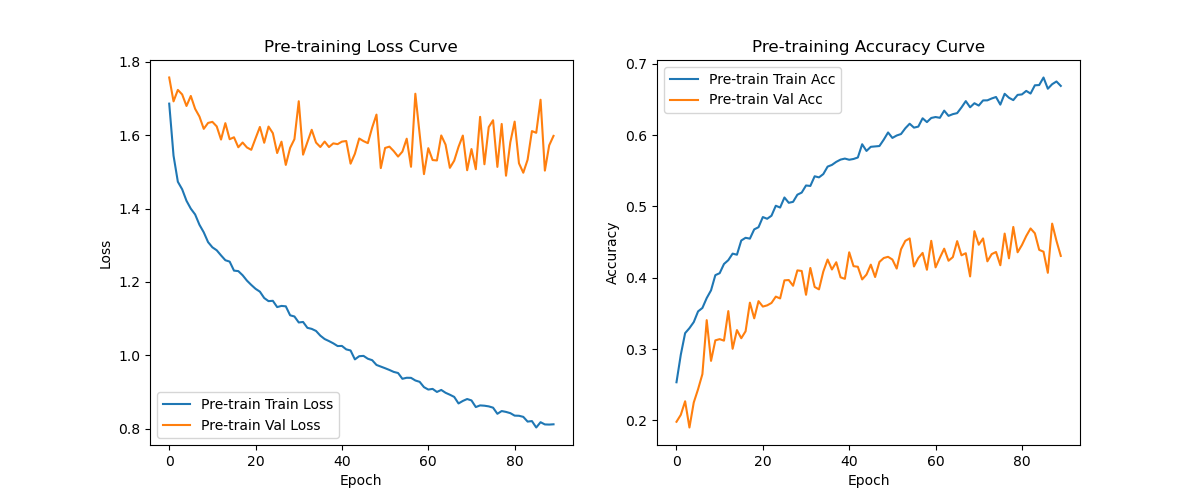 Pre-training Loss Curve
1.8
1.6
1.4
1.2
1.0
0.8
Loss
0 20 40 60 80
Epoch
Pre-train Train Loss
Pre-train Val Loss
Pre-training Accuracy Curve
0.7
0.6
0.5
0.4
0.3
0.2
Accuracy
0 20 40 60 80
Epoch
Pre-train Train Acc
Pre-train Val Acc